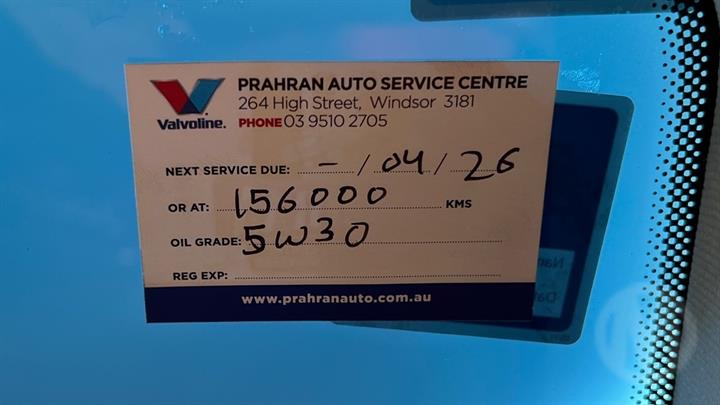 PRAHRAN AUTO SERVICE CENTRE
264 High Street, Windsor 3181
PHONE 03 9510 2705
Valvoline.
NEXT SERVICE DUE: - / 04 / 26
OR AT: 156000 KMS
OIL GRADE: 5W30
REG EXP:
www.prahranauto.com.au